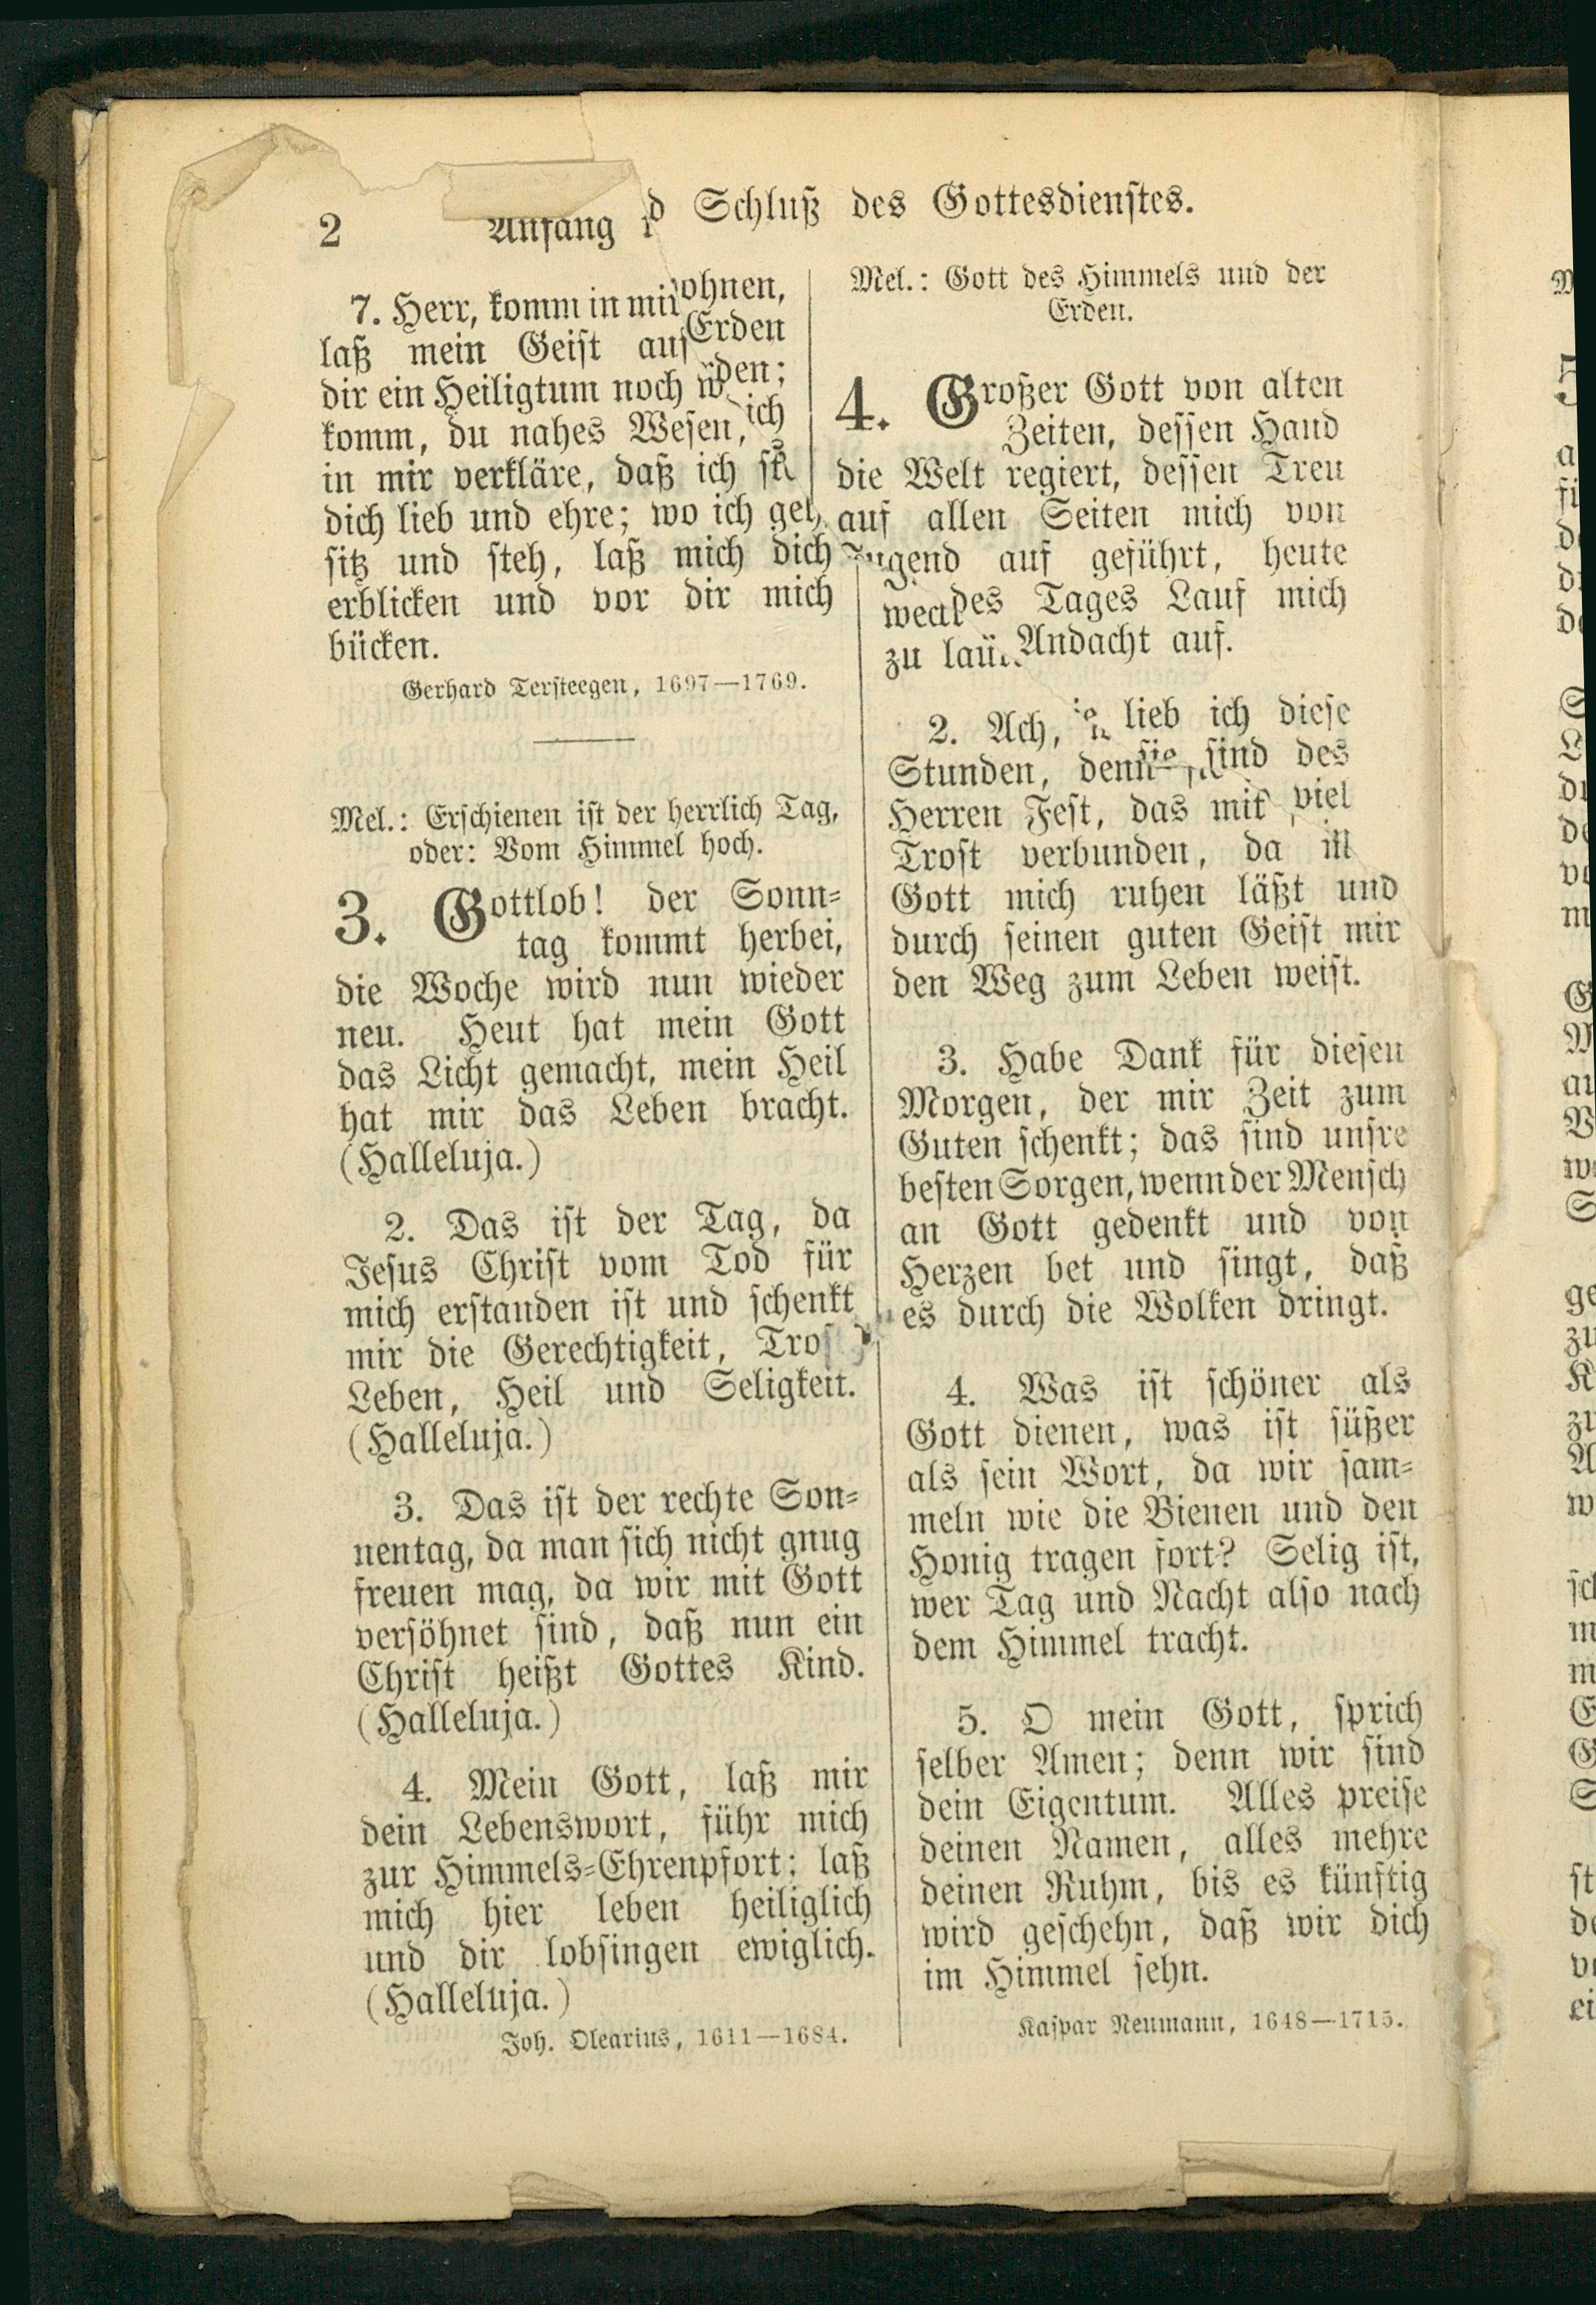 2 Anfang d Schluß des Gottesdienstes.
7. Herr, komm in mir ohnen,
laß mein Geist auf Erden
dir ein Heiligtum noch werden;
komm, du nahes Wesen, dich
in mir verkläre, daß ich
dich lieb und ehre; wo ich geh,
sitz und steh, laß mich dich
erblicken und vor dir mich
bücken.
Gerhard Tersteegen, 1697—1769.
Mel.: Erschienen ist der herrlich Tag,
oder: Vom Himmel hoch.
3. Gottlob! der Sonn-
tag kommt herbei,
die Woche wird nun wieder
neu. Heut hat mein Gott
das Licht gemacht, mein Heil
hat mir das Leben bracht.
(Halleluja.)
2. Das ist der Tag, da
Jesus Christ vom Tod für
mich erstanden ist und schenkt
mir die Gerechtigkeit, Tros
Leben, Heil und Seligkeit.
(Halleluja.)
3. Das ist der rechte Son-
nentag, da man sich nicht gnug
freuen mag, da wir mit Gott
versöhnet sind, daß nun ein
Christ heißt Gottes Kind.
(Halleluja.)
4. Mein Gott, laß mir
dein Lebenswort, führ mich
zur Himmels-Ehrenpfort; laß
mich hier leben heiliglich
und dir lobsingen ewiglich.
(Halleluja.)
Joh. Olearius, 1611—1684.
Mel.: Gott des Himmels und der
Erden.
4. Großer Gott von alten
Zeiten, dessen Hand
die Welt regiert, dessen Treu
auf allen Seiten mich von
Jugend auf geführt, heute
weckt des Tages Lauf mich
zu Andacht auf.
2. Ach, wie lieb ich diese
Stunden, denn sie sind des
Herren Fest, das mit viel
Trost verbunden, da
Gott mich ruhen läßt und
durch seinen guten Geist mir
den Weg zum Leben weist.
3. Habe Dank für diesen
Morgen, der mir Zeit zum
Guten schenkt; das sind unsre
besten Sorgen, wenn der Mensch
an Gott gedenkt und von
Herzen bet und singt, daß
es durch die Wolken dringt.
4. Was ist schöner als
Gott dienen, was ist süßer
als sein Wort, da wir sam-
meln wie die Bienen und den
Honig tragen fort? Selig ist,
wer Tag und Nacht also nach
dem Himmel tracht.
5. O mein Gott, sprich
selber Amen; denn wir sind
dein Eigentum. Alles preise
deinen Namen, alles mehre
deinen Ruhm, bis es künftig
wird geschehn, daß wir dich
im Himmel sehn.
Kaspar Neumann, 1648—1715.